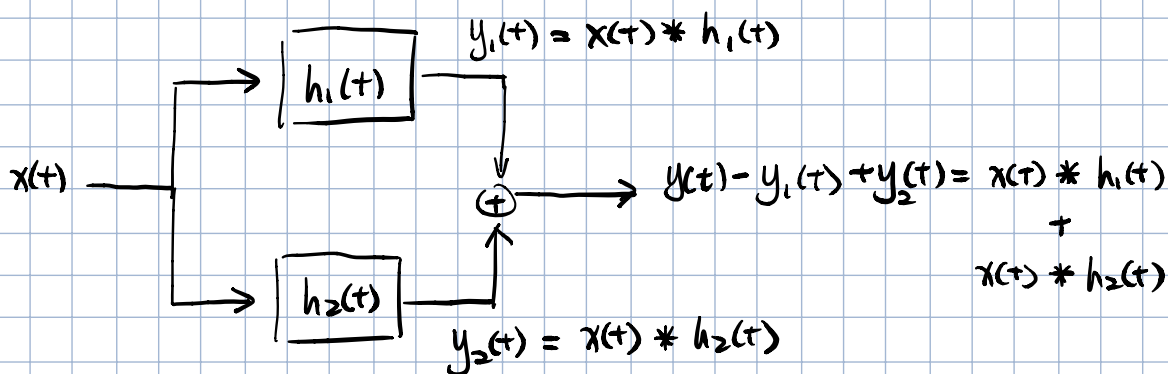 y₁(t) = x(t) * h₁(t)
h₁(t)
x(t)
y(t) - y₁(t) + y₂(t) = x(t) * h₁(t)
+
+
x(t) * h₂(t)
h₂(t)
y₂(t) = x(t) * h₂(t)